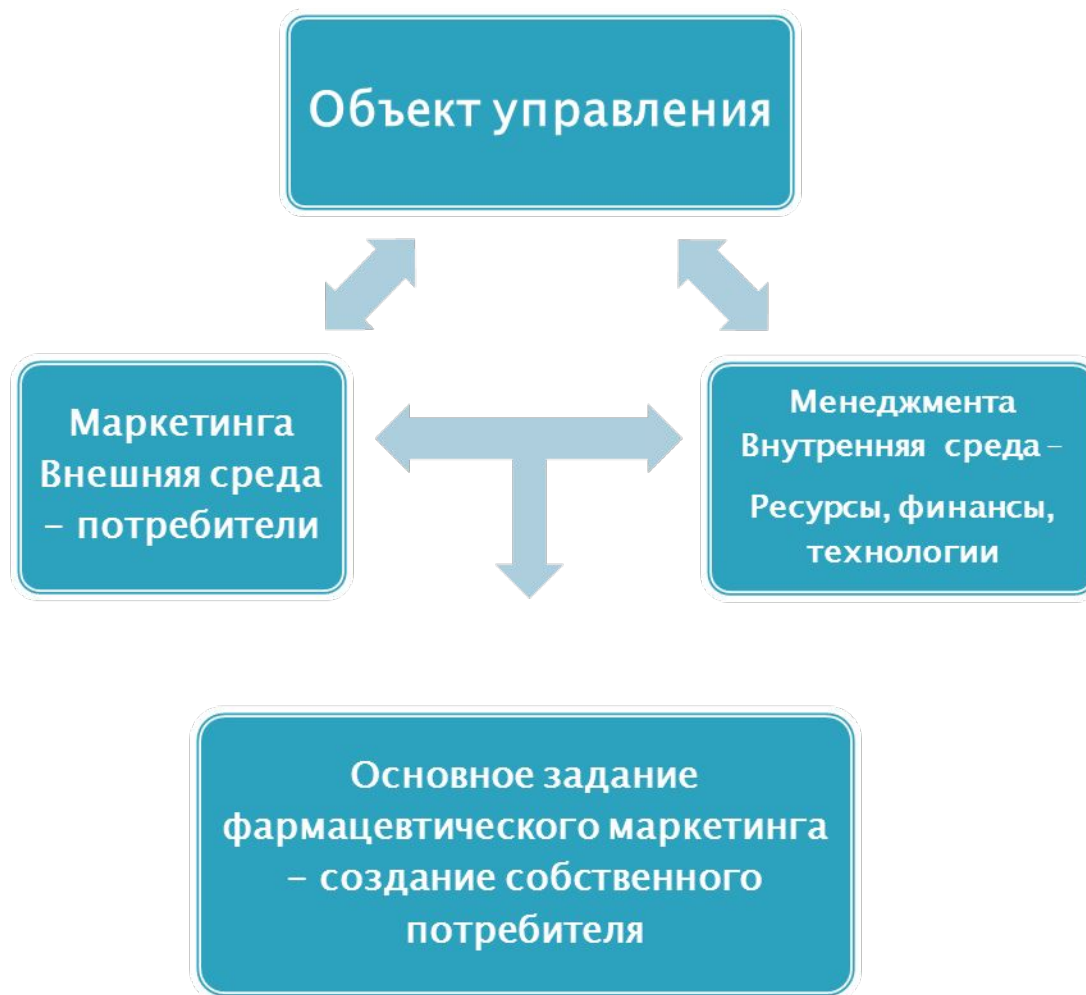 Объект управления
Маркетинга
Внешняя среда
– потребители
Менеджмента
Внутренняя среда –
Ресурсы, финансы,
технологии
Основное задание
фармацевтического маркетинга
– создание собственного
потребителя